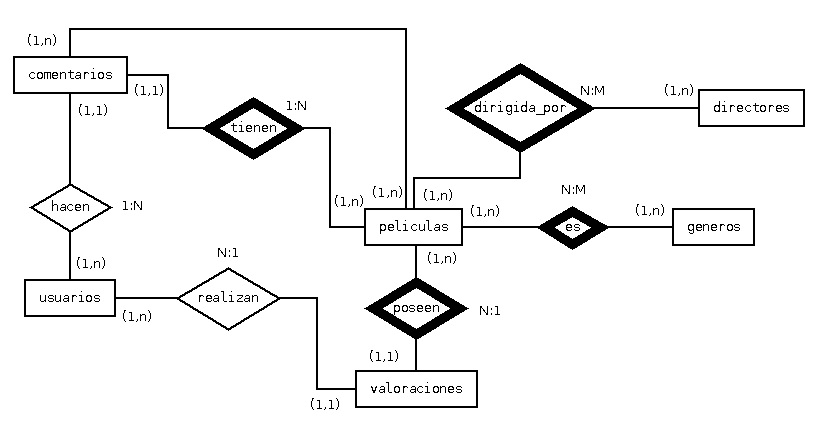 (1,n)
comentarios
(1,1)
(1,1)
1:N
tienen
N:M
dirigida_por
(1,n)
directores
hacen
1:N
(1,n)
(1,n)
(1,n)
peliculas
(1,n)
N:M
es
(1,n)
generos
(1,n)
usuarios
(1,n)
N:1
realizan
(1,n)
poseen
N:1
(1,1)
valoraciones
(1,1)